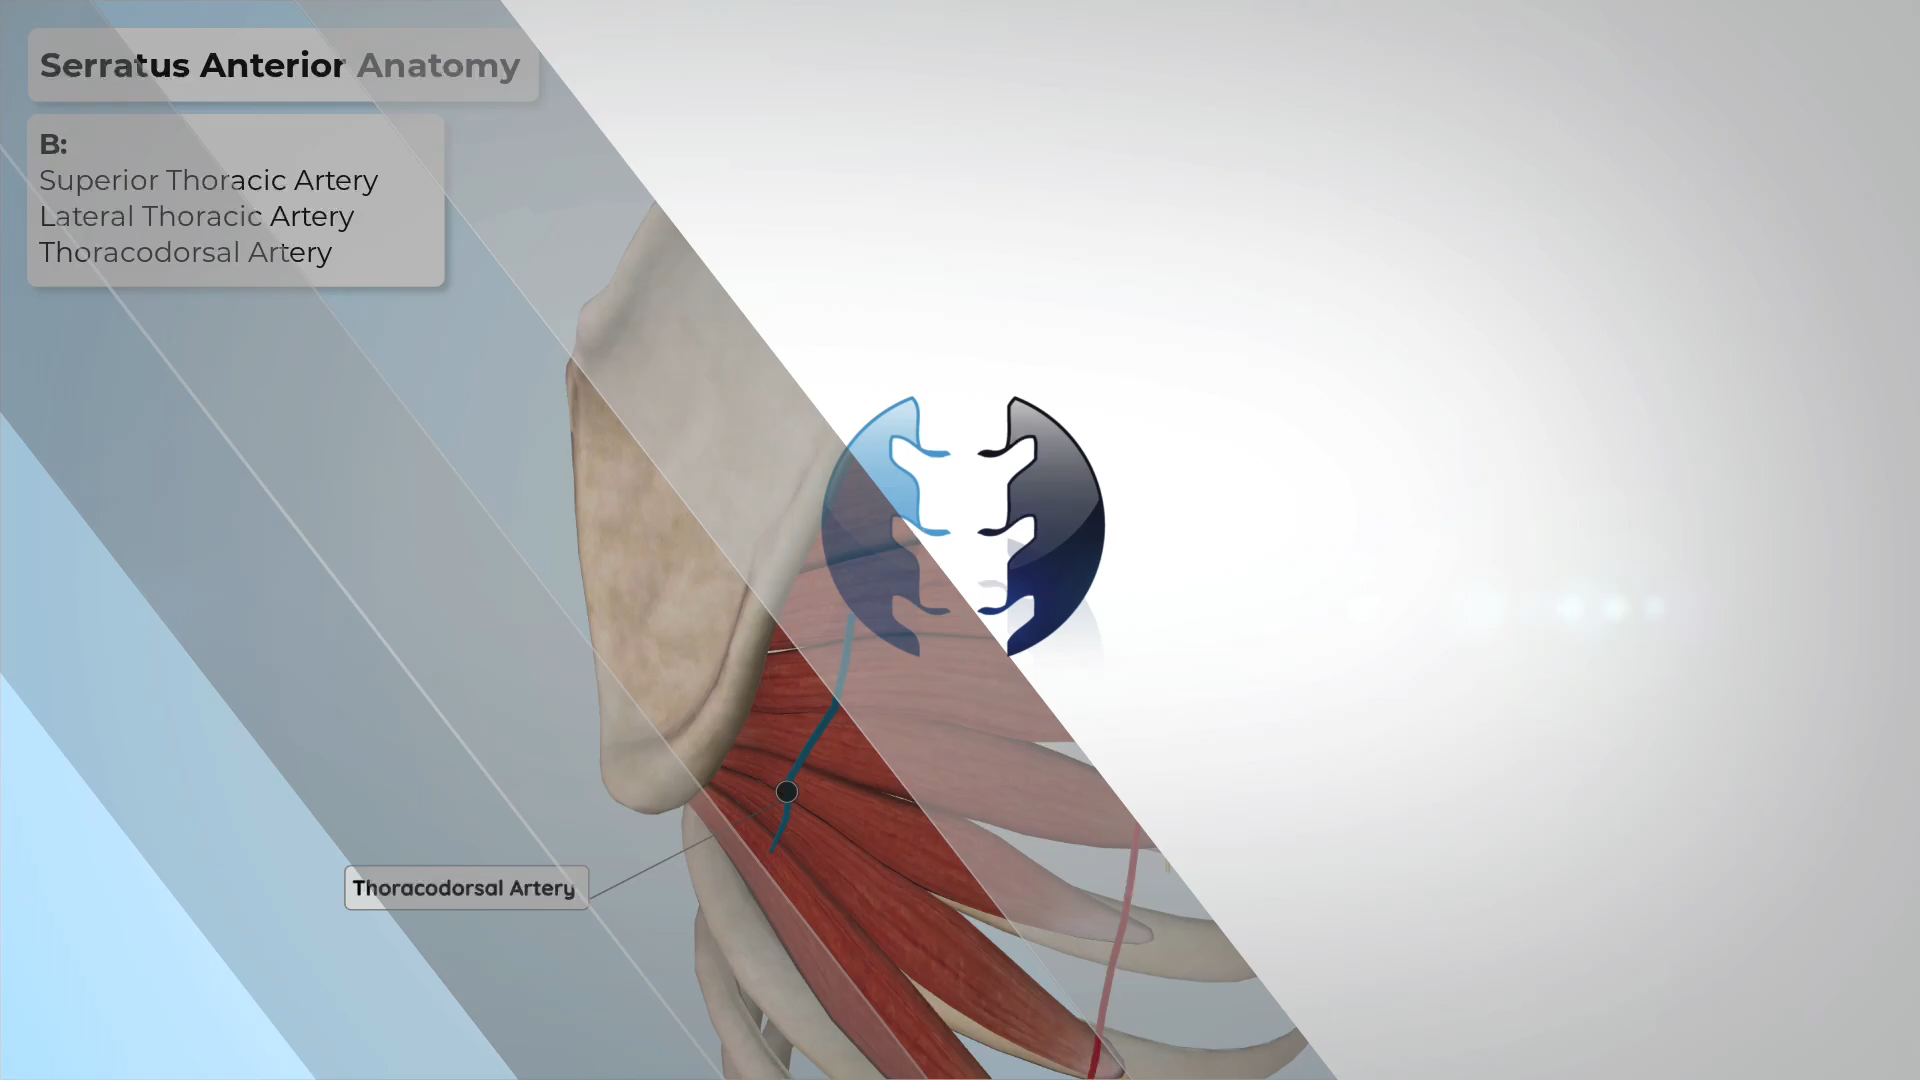 Serratus Anterior Anatomy
B:
Superior Thoracic Artery
Lateral Thoracic Artery
Thoracodorsal Artery
Thoracodorsal Artery